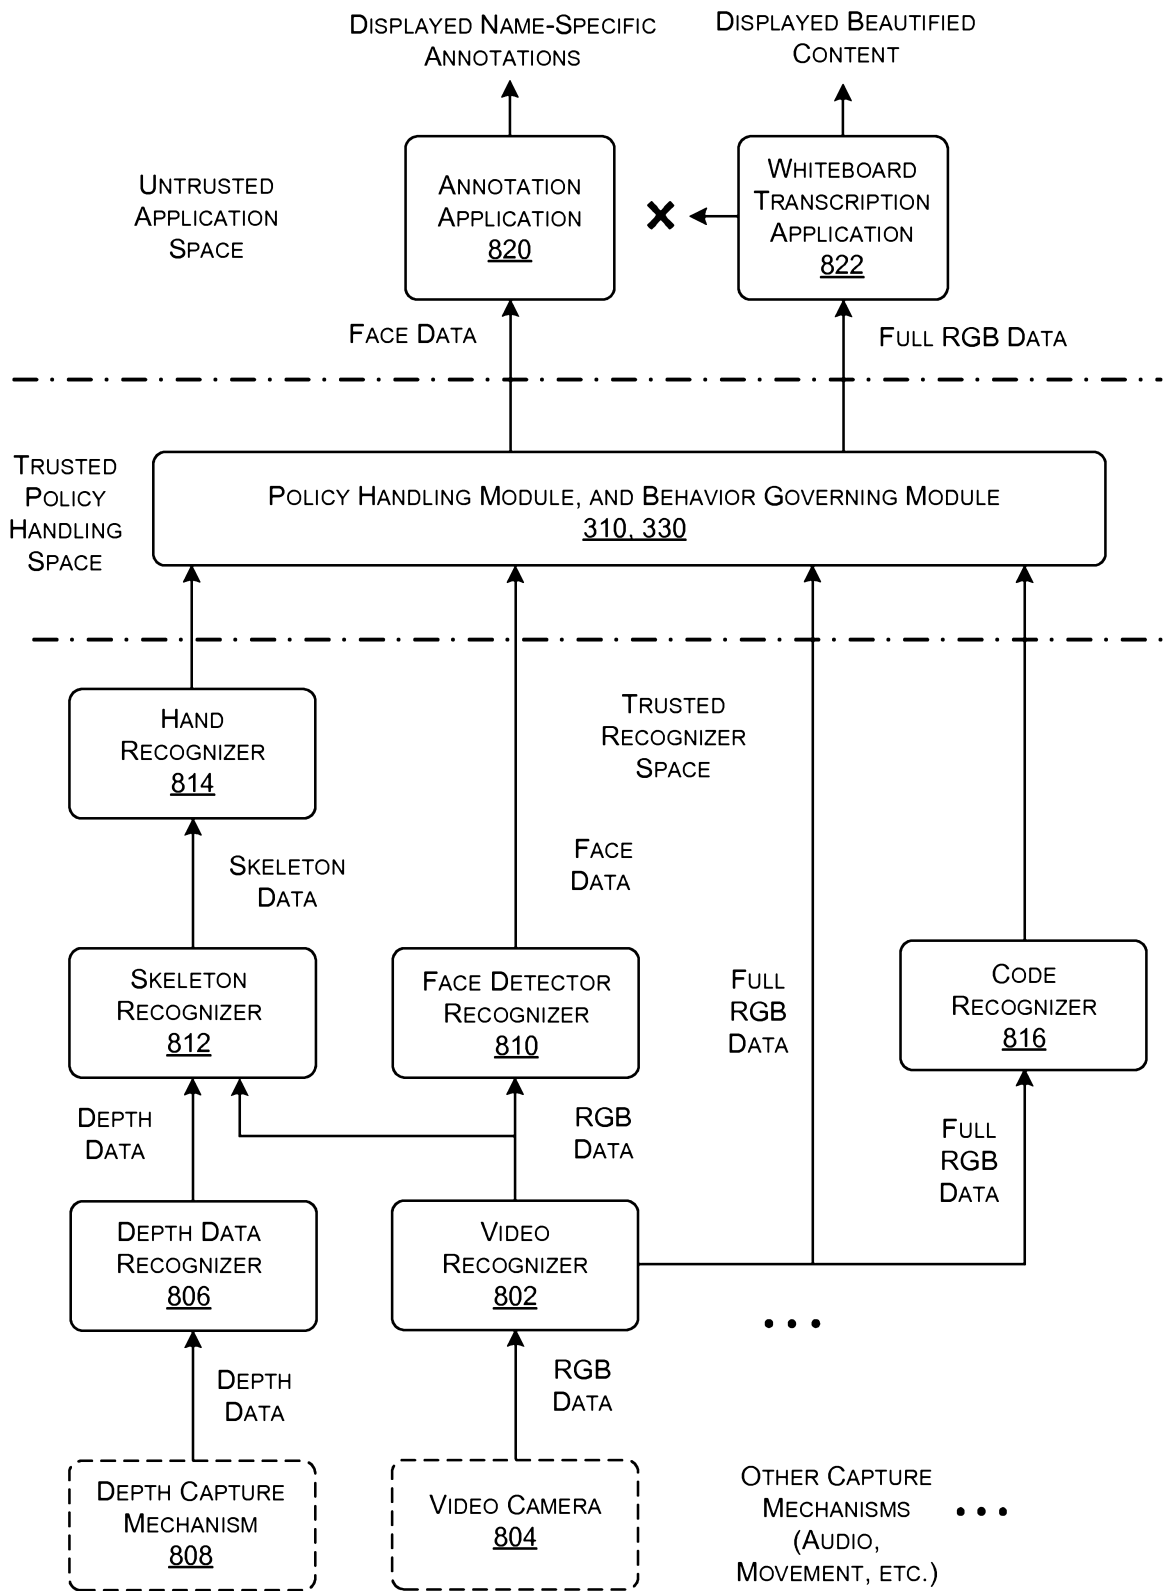 DISPLAYED NAME-SPECIFIC
ANNOTATIONS
DISPLAYED BEAUTIFIED
CONTENT
UNTRUSTED
APPLICATION
SPACE
ANNOTATION
APPLICATION
820
WHITEBOARD
TRANSCRIPTION
APPLICATION
822
FACE DATA
FULL RGB DATA
TRUSTED
POLICY
HANDLING
SPACE
POLICY HANDLING MODULE, AND BEHAVIOR GOVERNING MODULE
310, 330
HAND
RECOGNIZER
814
TRUSTED
RECOGNIZER
SPACE
SKELETON
DATA
FACE
DATA
SKELETON
RECOGNIZER
812
FACE DETECTOR
RECOGNIZER
810
FULL
RGB
DATA
CODE
RECOGNIZER
816
DEPTH
DATA
RGB
DATA
FULL
RGB
DATA
DEPTH DATA
RECOGNIZER
806
VIDEO
RECOGNIZER
802
DEPTH
DATA
RGB
DATA
DEPTH CAPTURE
MECHANISM
808
VIDEO CAMERA
804
OTHER CAPTURE
MECHANISMS
(AUDIO,
MOVEMENT, ETC.)